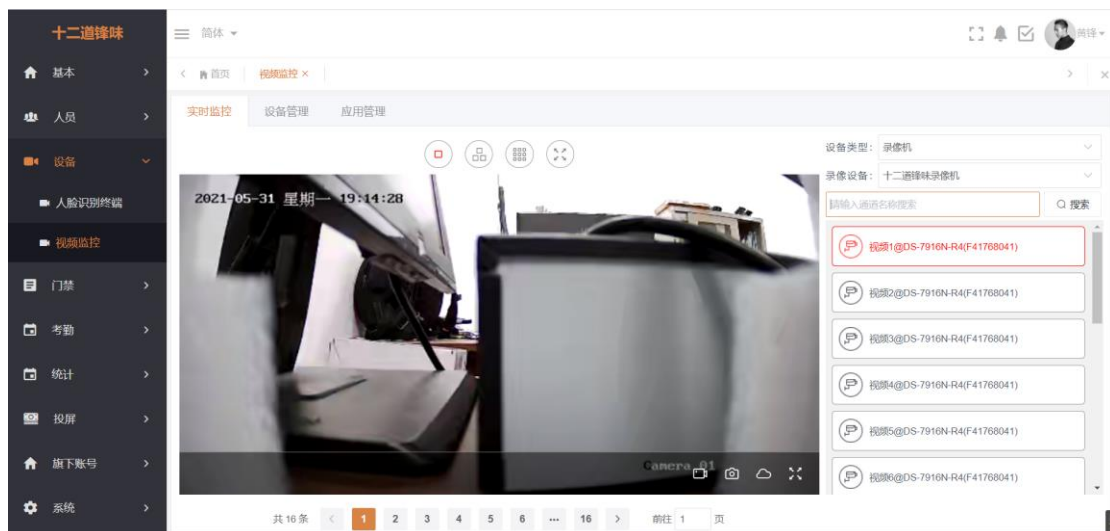 十二道锋味
简体
基本
人员
设备
人脸识别终端
视频监控
门禁
考勤
统计
投屏
旗下账号
系统
首页
视频监控 ×
实时监控
设备管理
应用管理
2021-05-31 星期一 19:14:28
Camera 01
设备类型: 录像机
录像设备: 十二道锋味录像机
请输入通道名称搜索
搜索
视频1@DS-7916N-R4(F41768041)
视频2@DS-7916N-R4(F41768041)
视频3@DS-7916N-R4(F41768041)
视频4@DS-7916N-R4(F41768041)
视频5@DS-7916N-R4(F41768041)
视频6@DS-7916N-R4(F41768041)
共 16 条 < 1 2 3 4 5 6 ··· 16 > 前往 1 页